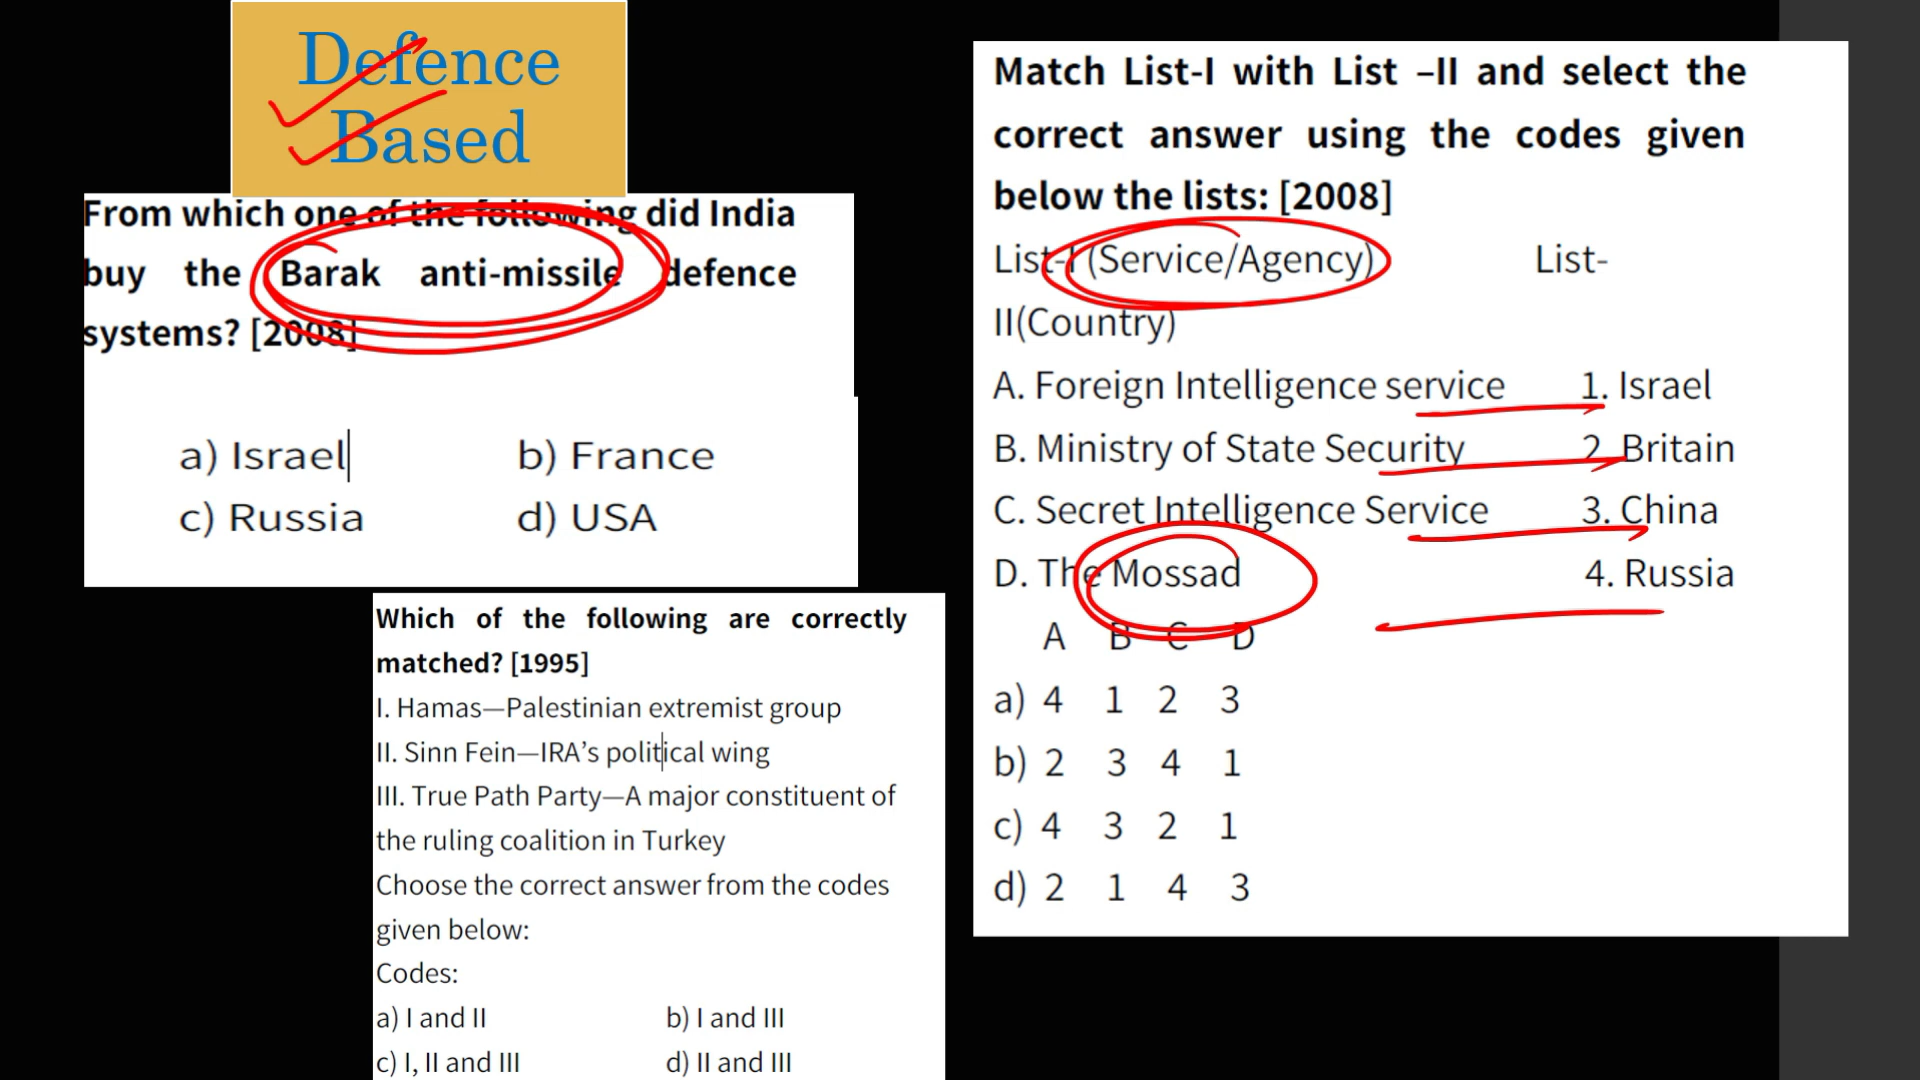 Defence
Based
From which one of the following did India
buy the Barak anti-missile defence
systems? [2008]
a) Israel b) France
c) Russia d) USA
Which of the following are correctly
matched? [1995]
I. Hamas—Palestinian extremist group
II. Sinn Fein—IRA’s political wing
III. True Path Party—A major constituent of
the ruling coalition in Turkey
Choose the correct answer from the codes
given below:
Codes:
a) I and II b) I and III
c) I, II and III d) II and III
Match List-I with List –II and select the
correct answer using the codes given
below the lists: [2008]
List-I (Service/Agency) List-
II(Country)
A. Foreign Intelligence service 1. Israel
B. Ministry of State Security 2. Britain
C. Secret Intelligence Service 3. China
D. The Mossad 4. Russia
A B C D
a) 4 1 2 3
b) 2 3 4 1
c) 4 3 2 1
d) 2 1 4 3